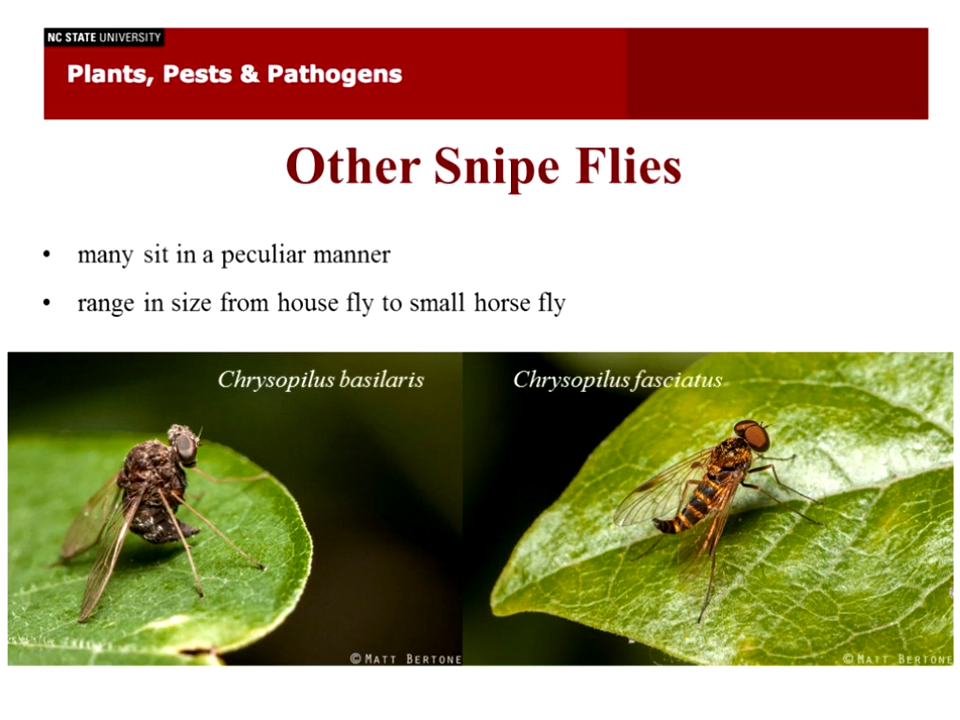 NC STATE UNIVERSITY
Plants, Pests & Pathogens
Other Snipe Flies
• many sit in a peculiar manner
• range in size from house fly to small horse fly
Chrysopilus basilaris
Chrysopilus fasciatus
© MATT BERTONE
© MATT BERTONE